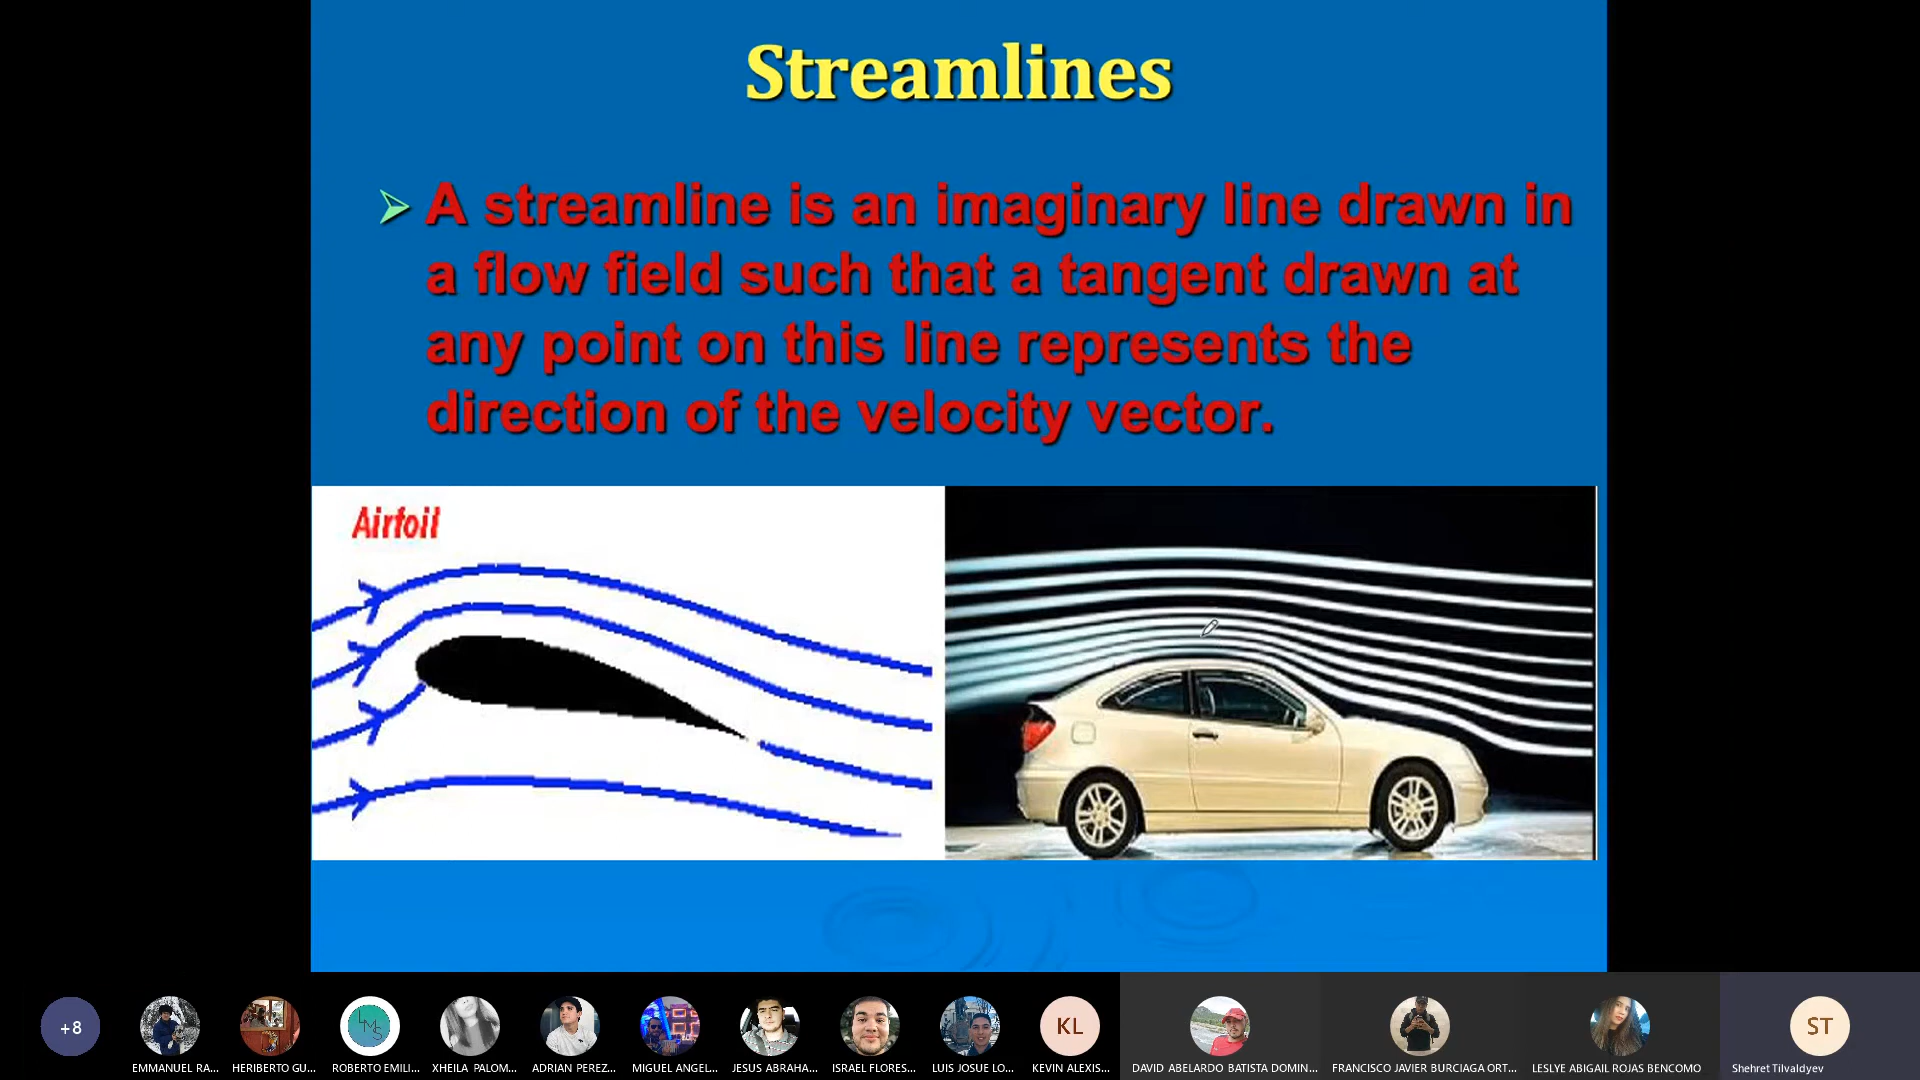 Streamlines
A streamline is an imaginary line drawn in
a flow field such that a tangent drawn at
any point on this line represents the
direction of the velocity vector.
Airfoil
+8
LMS
KL
ST
EMMANUEL RA...
HERIBERTO GU...
ROBERTO EMILI...
XHEILA PALOM...
ADRIAN PEREZ...
MIGUEL ANGEL...
JESUS ABRAHA...
ISRAEL FLORES...
LUIS JOSUE LO...
KEVIN ALEXIS...
DAVID ABELARDO BATISTA DOMIN...
FRANCISCO JAVIER BURCIAGA ORT...
LESLYE ABIGAIL ROJAS BENCOMO
Shehret Tilvaldyev